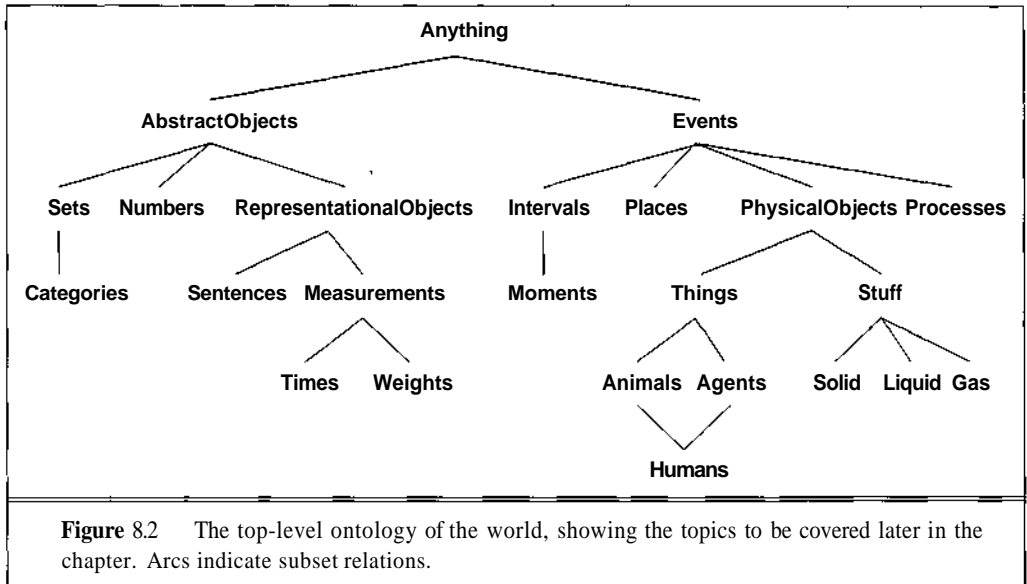 Anything
AbstractObjects Events
Sets Numbers RepresentationalObjects Intervals Places PhysicalObjects Processes
Categories Sentences Measurements Moments Things Stuff
Times Weights Animals Agents Solid Liquid Gas
Humans
Figure 8.2 The top-level ontology of the world, showing the topics to be covered later in the
chapter. Arcs indicate subset relations.